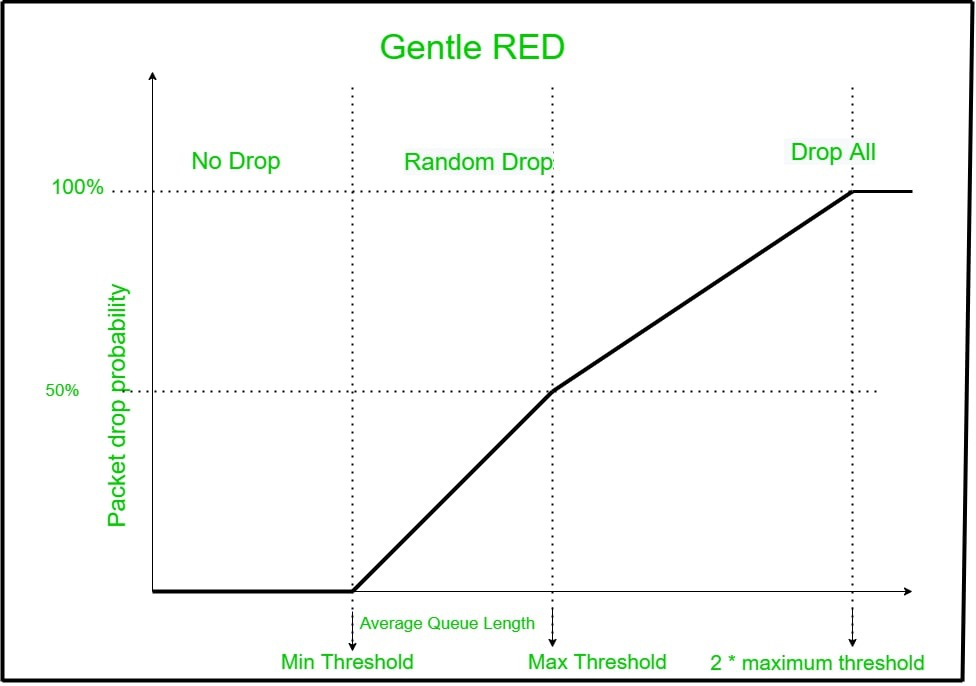 Gentle RED
No Drop
Random Drop
Drop All
100%
Packet drop probability
50%
Average Queue Length
Min Threshold
Max Threshold
2 * maximum threshold